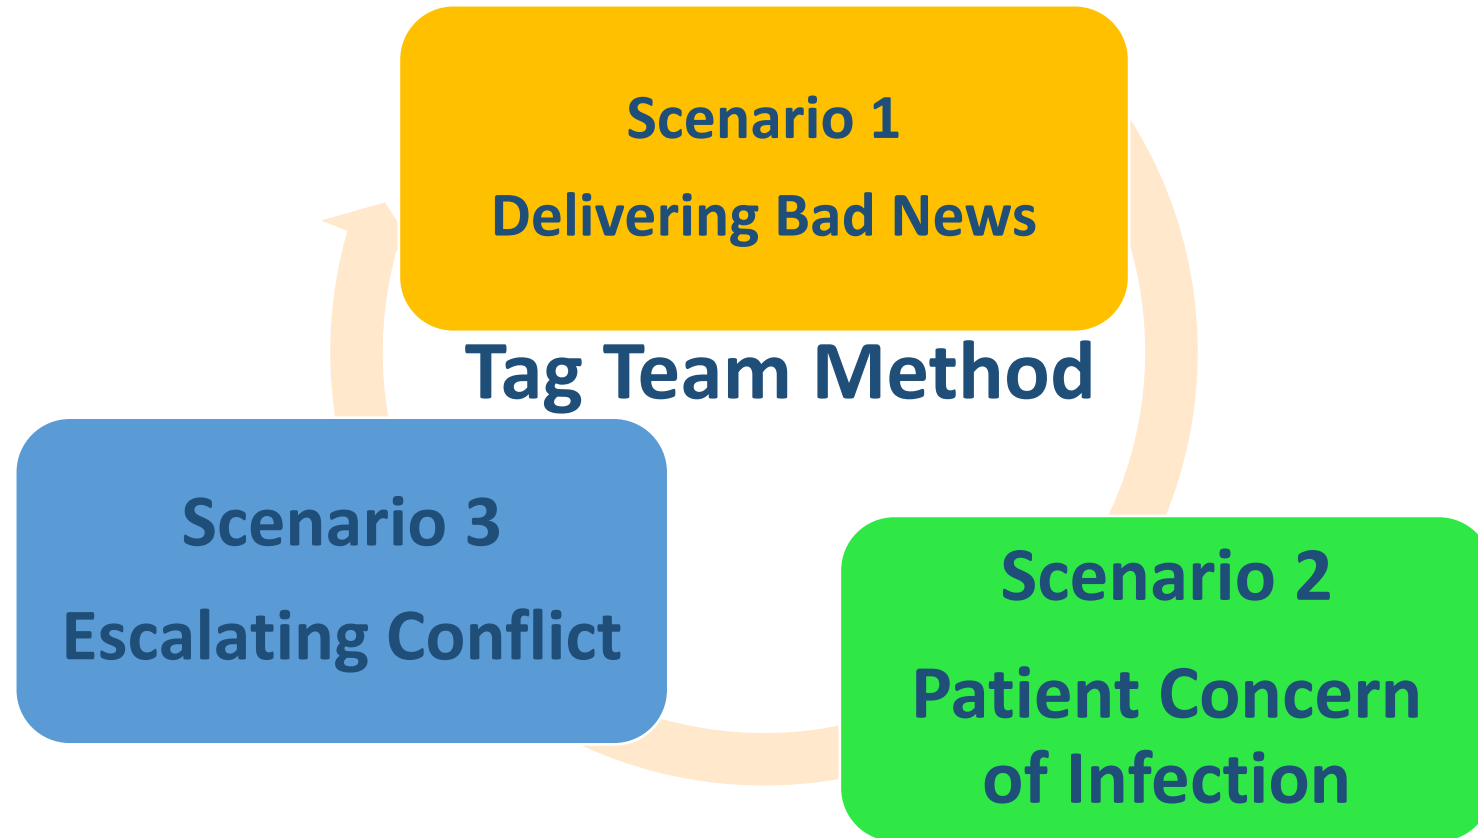 Scenario 1
Delivering Bad News
Tag Team Method
Scenario 3
Escalating Conflict
Scenario 2
Patient Concern
of Infection